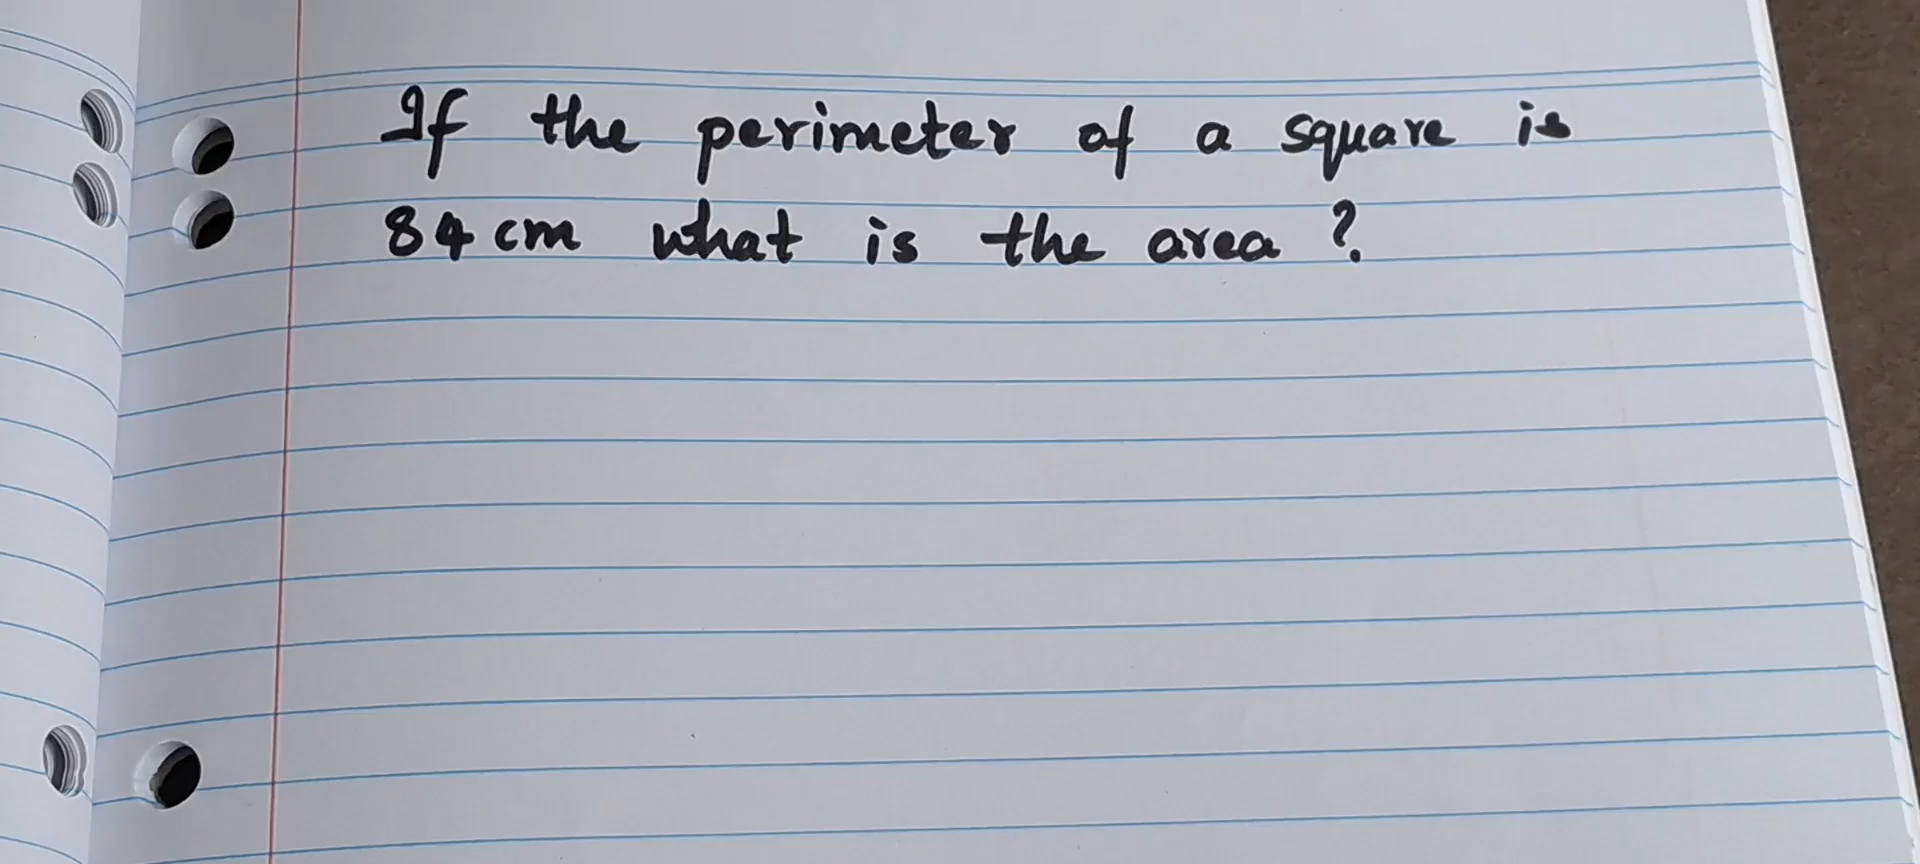 If the perimeter of a square is
84 cm what is the area ?